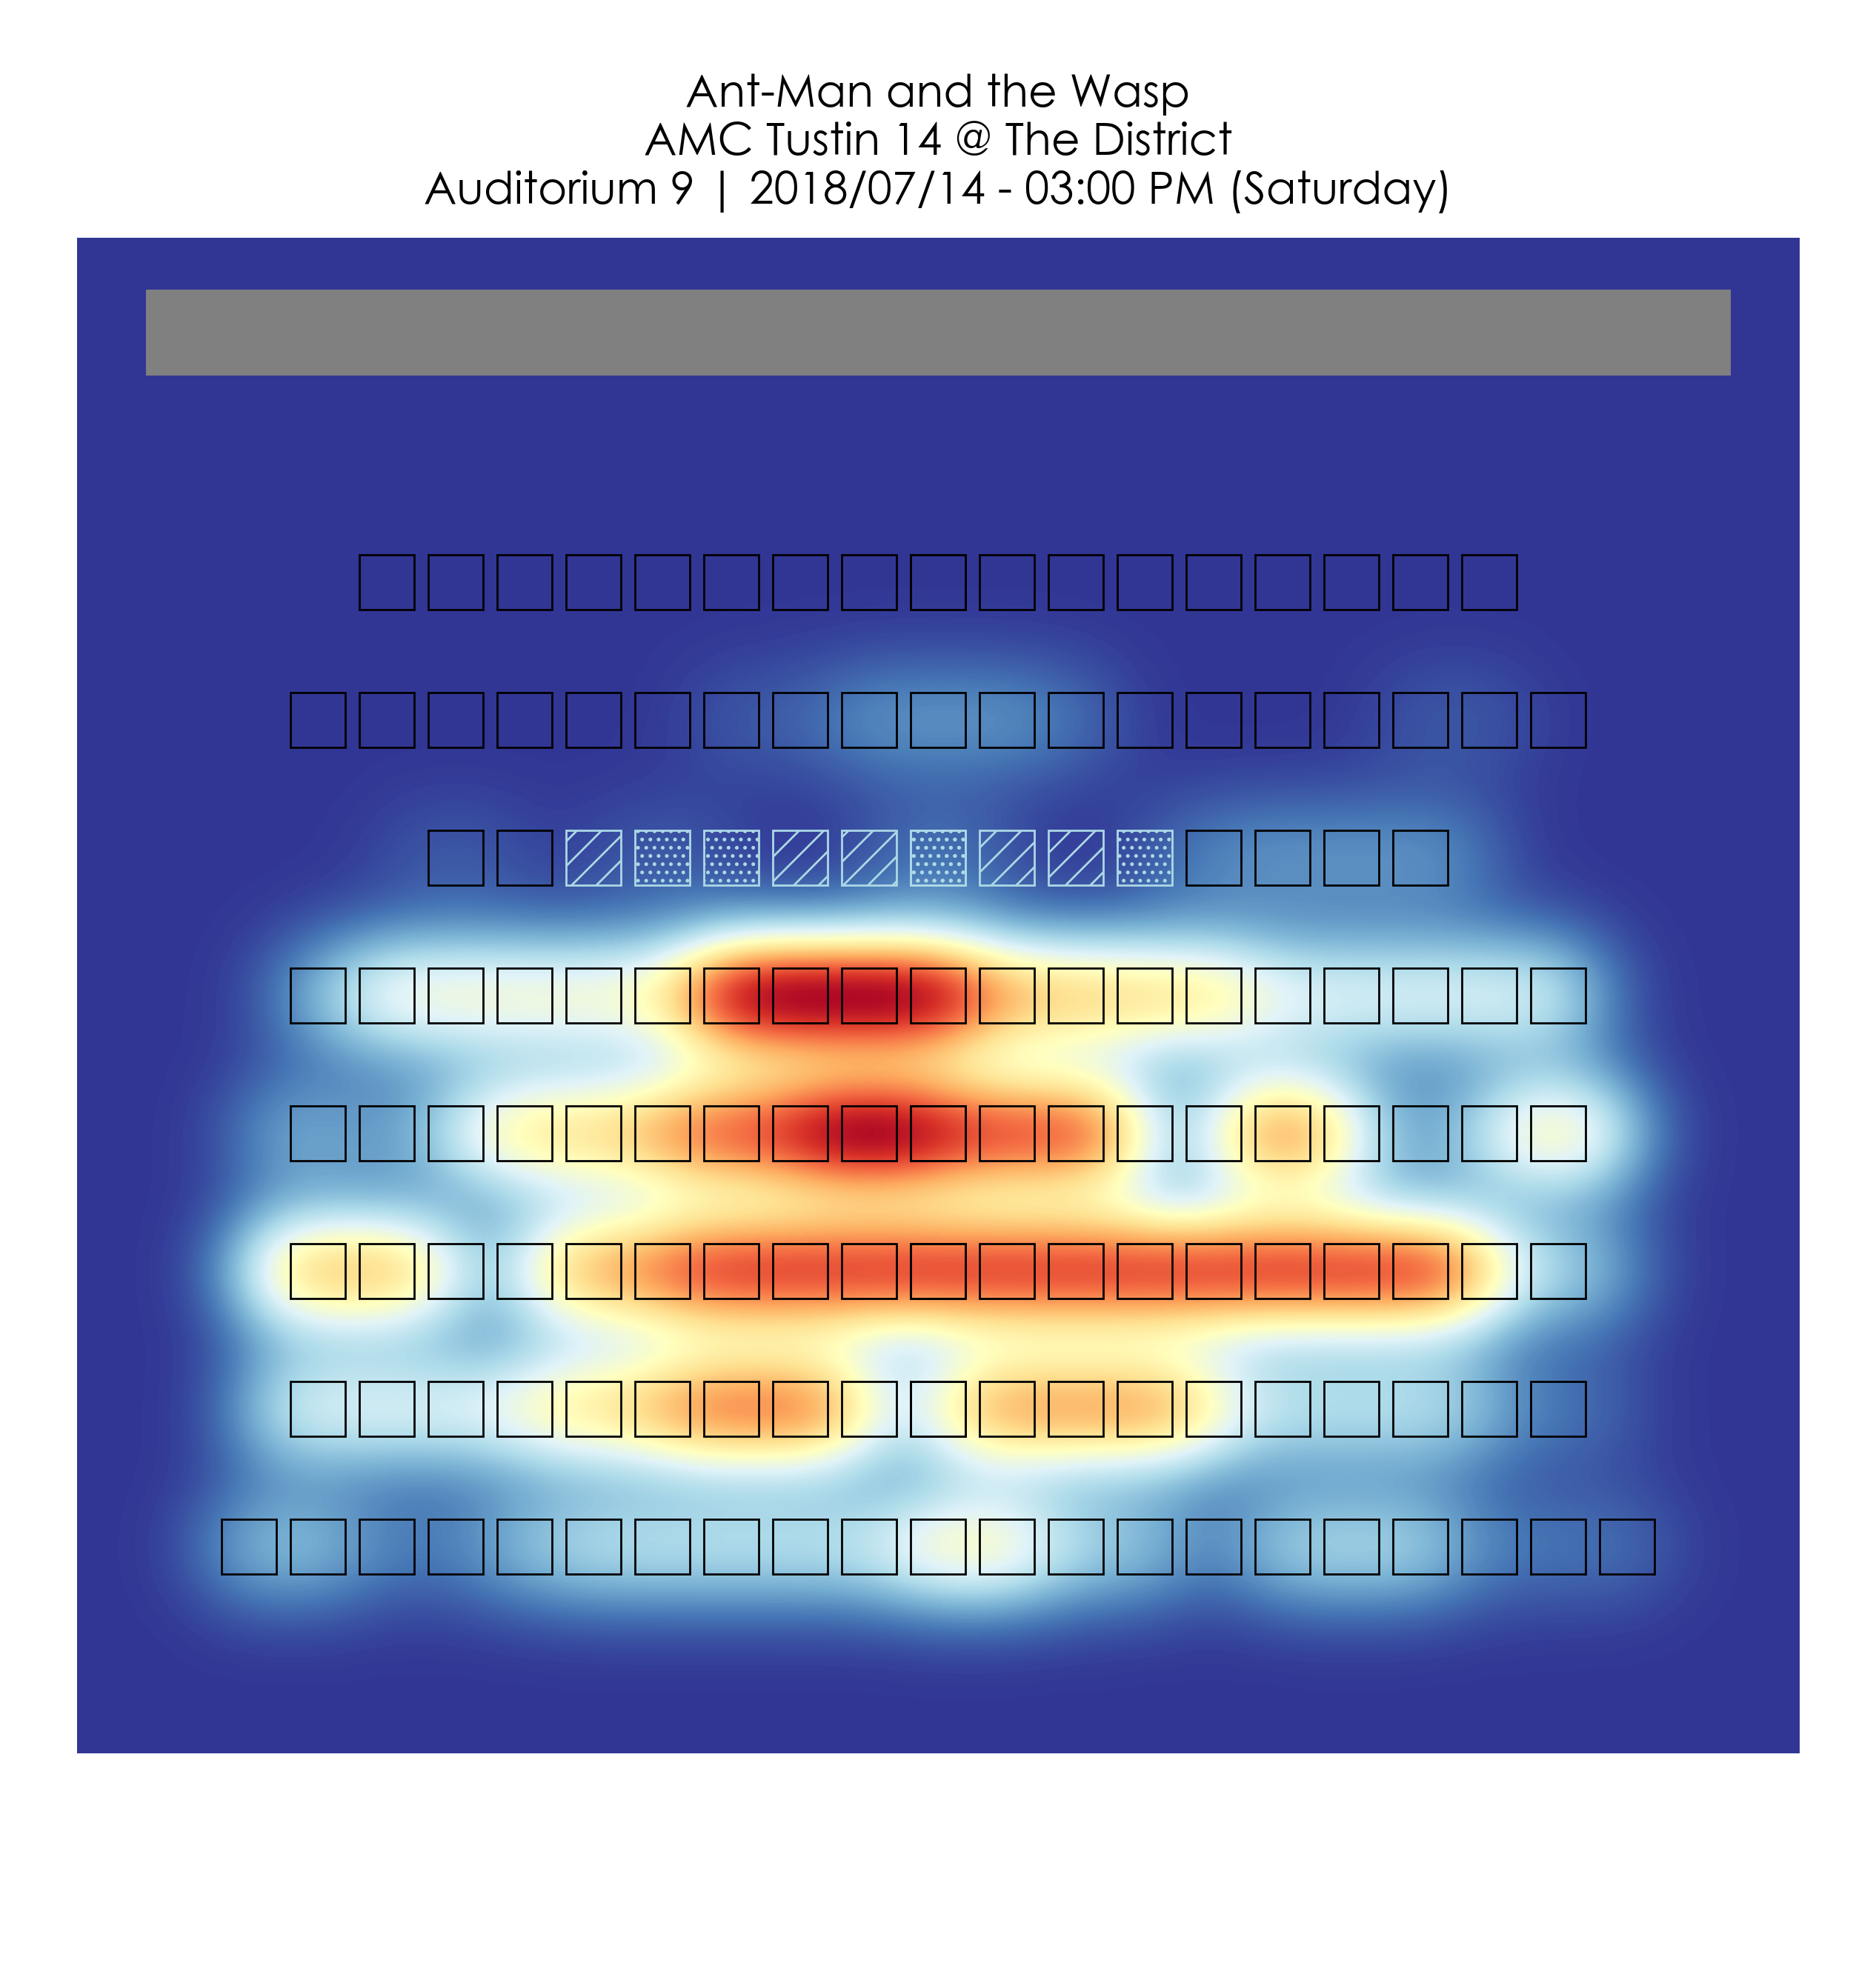 Ant-Man and the Wasp
AMC Tustin 14 @ The District
Auditorium 9 | 2018/07/14 - 03:00 PM (Saturday)